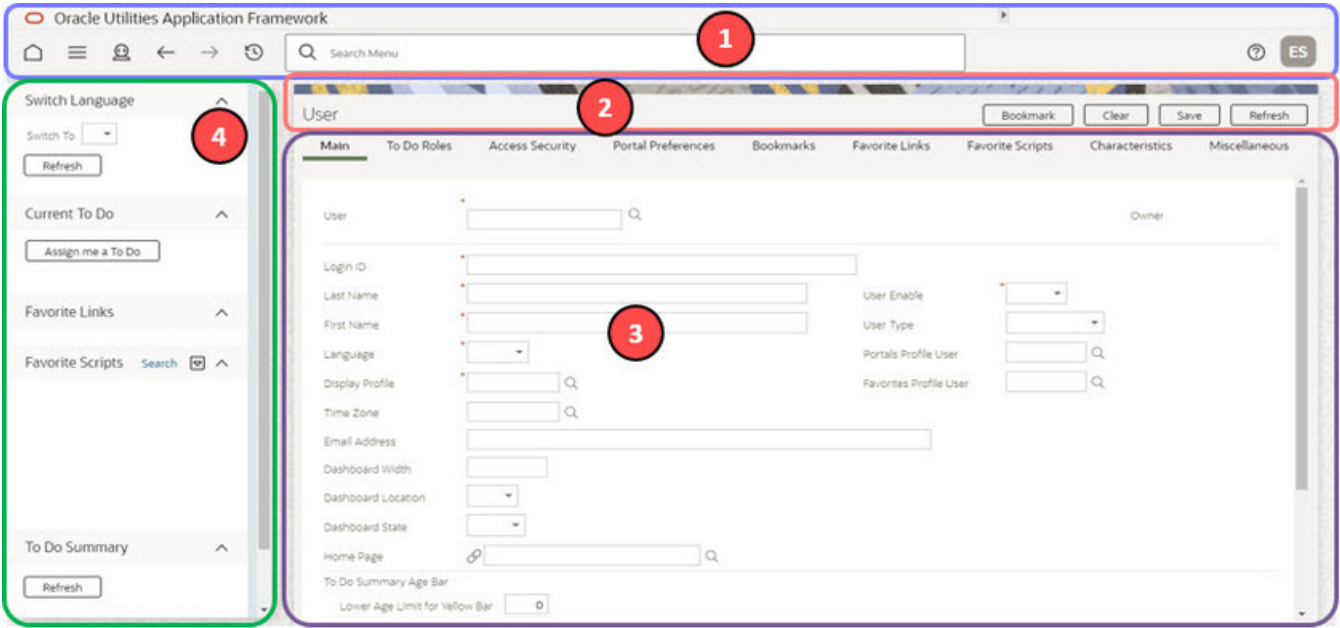 Oracle Utilities Application Framework
Search Menu
1
ES
Switch Language
4
Switch To
Refresh
Current To Do
Assign me a To Do
Favorite Links
Favorite Scripts Search
To Do Summary
Refresh
2
User
Bookmark Clear Save Refresh
Main To Do Roles Access Security Portal Preferences Bookmarks Favorite Links Favorite Scripts Characteristics Miscellaneous
User * Owner
Login ID *
Last Name * User Enable *
First Name * User Type
3
Language * Portals Profile User
Display Profile * Favorites Profile User
Time Zone
Email Address
Dashboard Width
Dashboard Location
Dashboard State
Home Page
To Do Summary Age Bar
Lower Age Limit for Yellow Bar 0